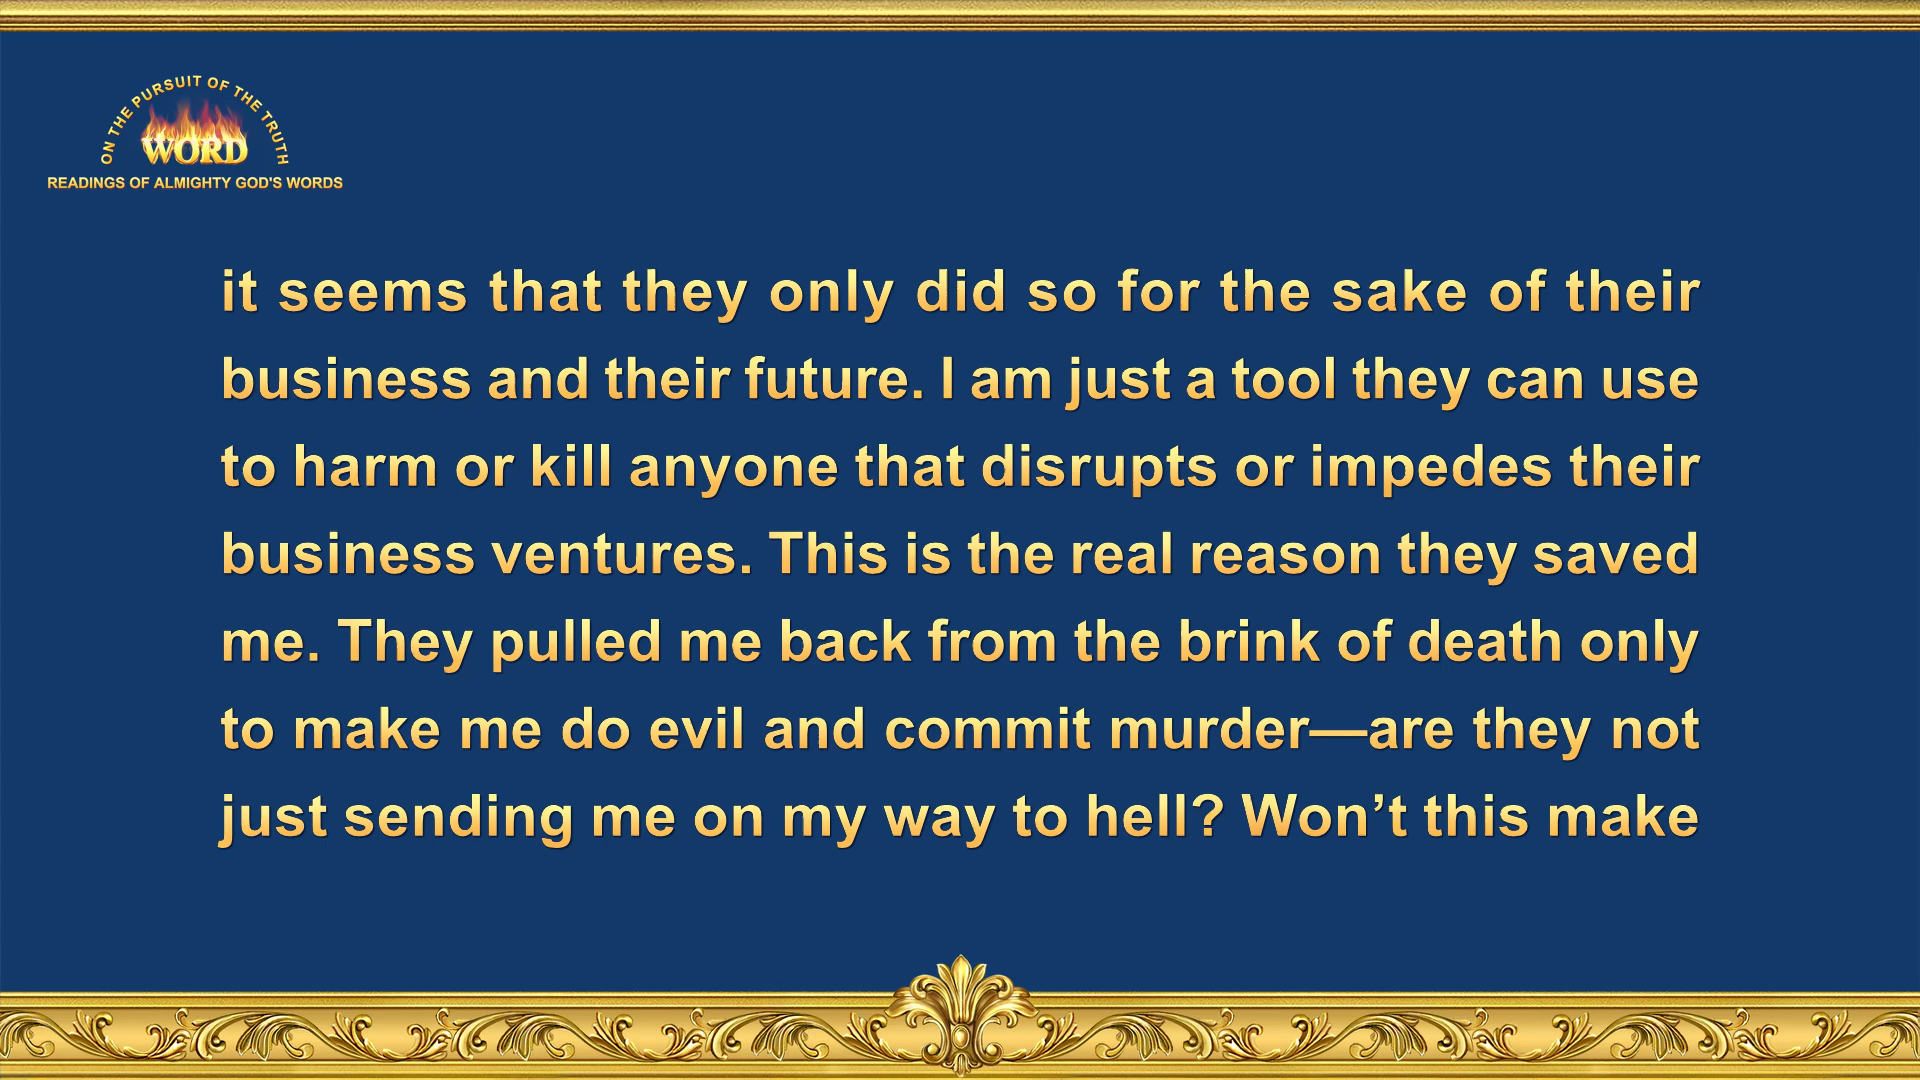 ON THE PURSUIT OF THE TRUTH
WORD
READINGS OF ALMIGHTY GOD'S WORDS
it seems that they only did so for the sake of their
business and their future. I am just a tool they can use
to harm or kill anyone that disrupts or impedes their
business ventures. This is the real reason they saved
me. They pulled me back from the brink of death only
to make me do evil and commit murder—are they not
just sending me on my way to hell? Won’t this make